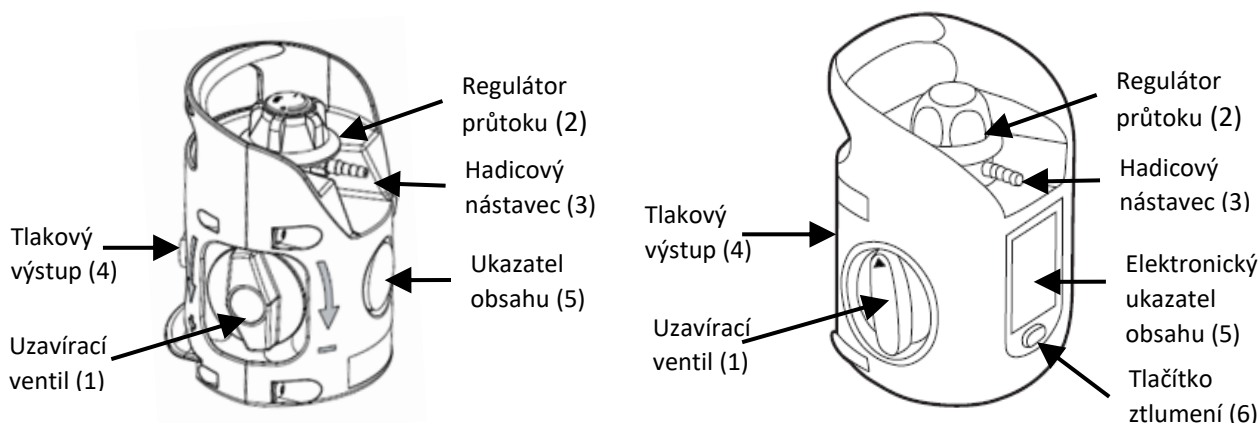 Regulátor
průtoku (2)
Hadicový
nástavec (3)
Tlakový
výstup (4)
Ukazatel
obsahu (5)
Uzavírací
ventil (1)
Regulátor
průtoku (2)
Hadicový
nástavec (3)
Tlakový
výstup (4)
Elektronický
ukazatel
obsahu (5)
Uzavírací
ventil (1)
Tlačítko
ztlumení (6)